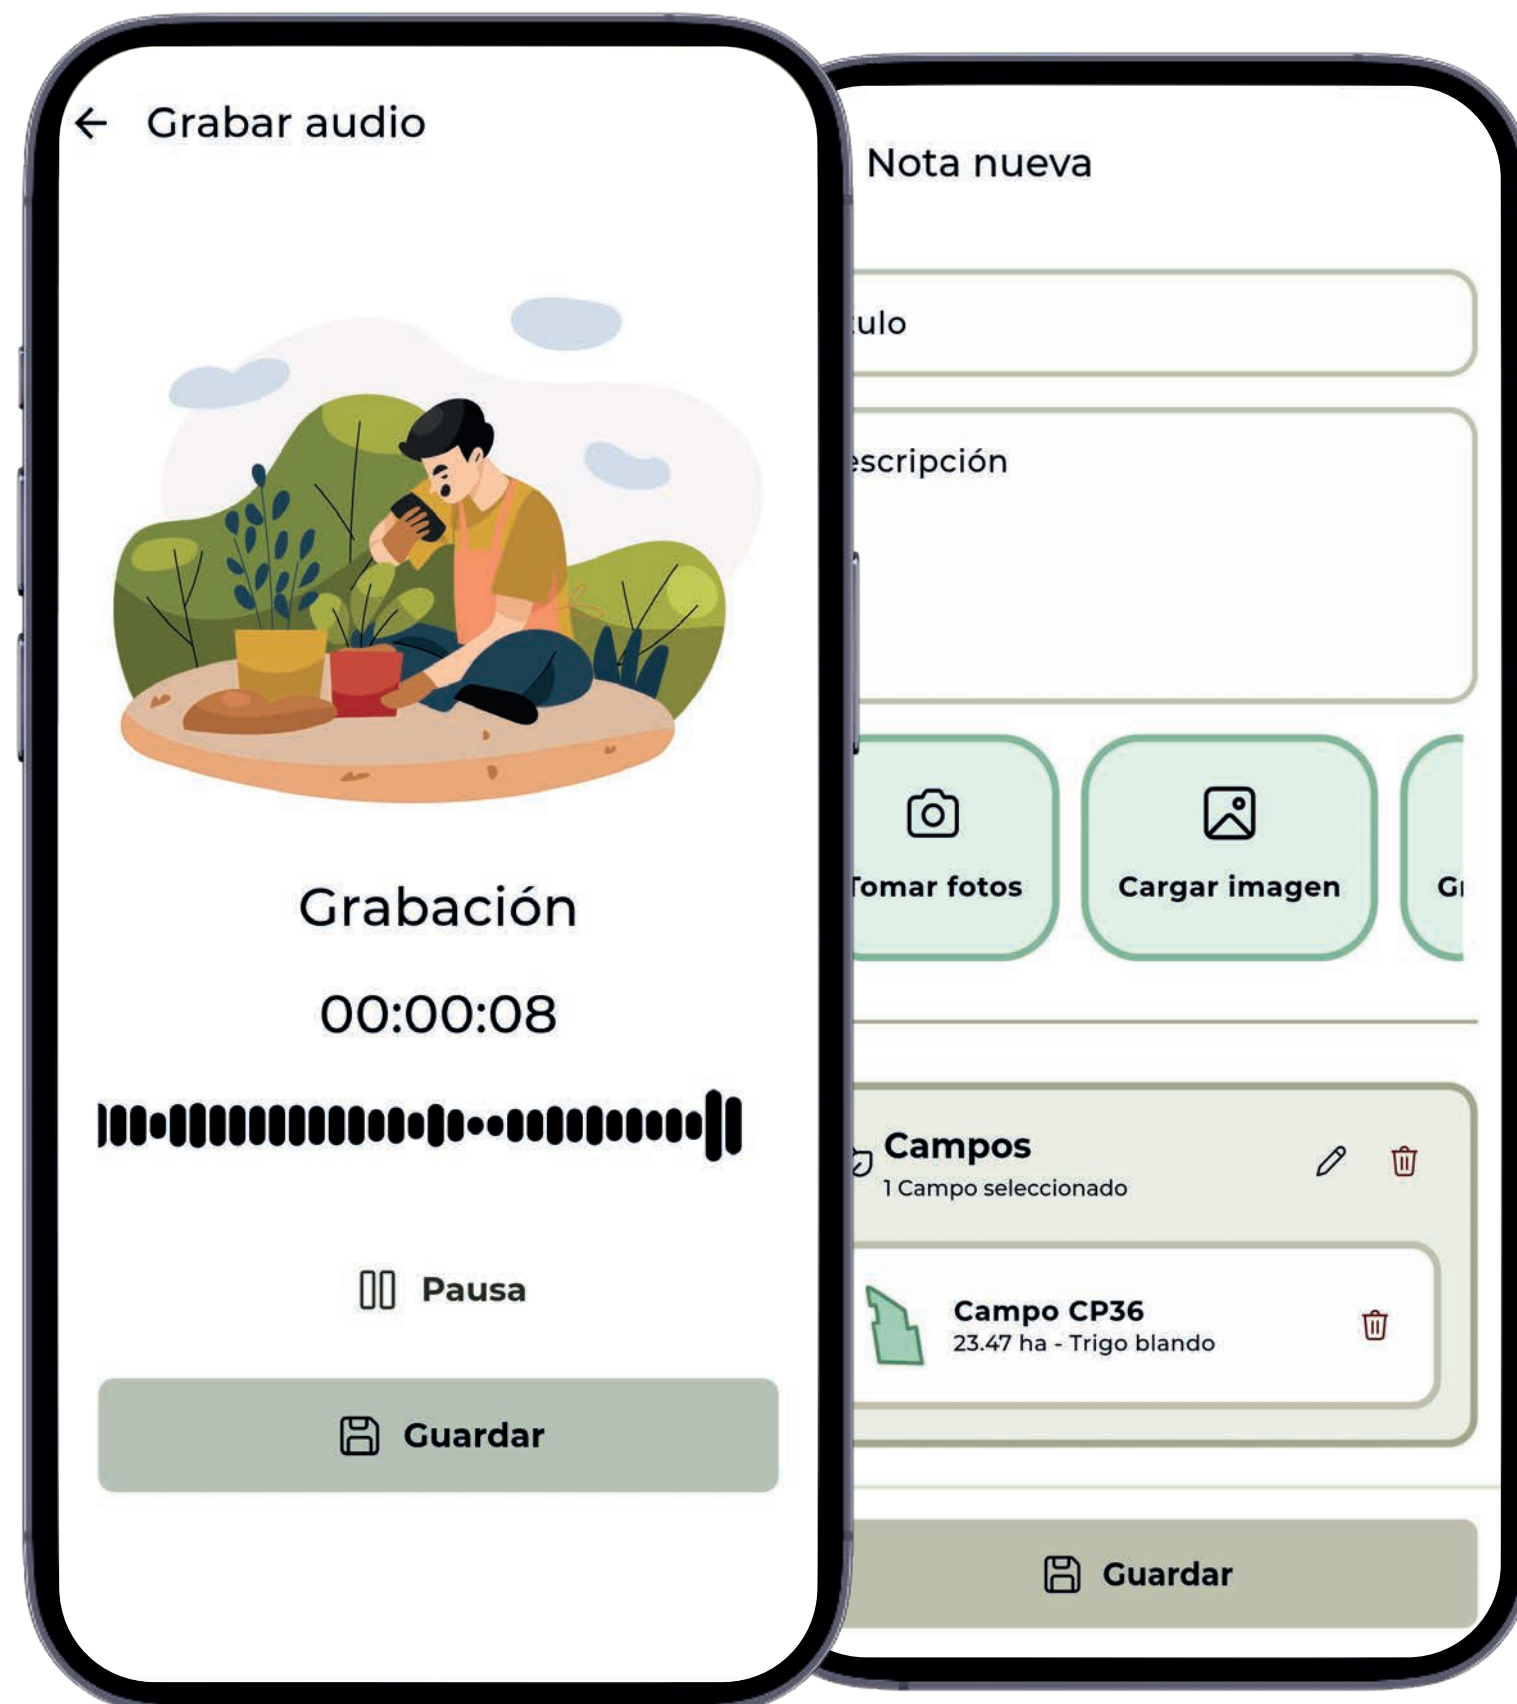 Grabar audio
Grabación
00:00:08
Pausa
Guardar
Nota nueva
ulo
escripción
Tomar fotos
Cargar imagen
Campos
1 Campo seleccionado
Campo CP36
23.47 ha - Trigo blando
Guardar